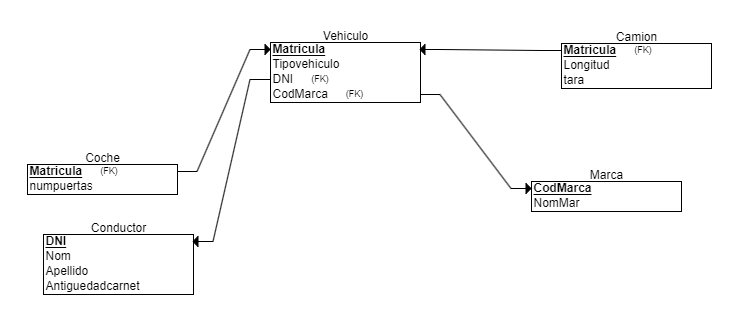 Vehiculo
Matricula
Tipovehiculo
DNI (FK)
CodMarca (FK)
Camion
Matricula (FK)
Longitud
tara
Coche
Matricula (FK)
numpuertas
Marca
CodMarca
NomMar
Conductor
DNI
Nom
Apellido
Antiguedadcarnet